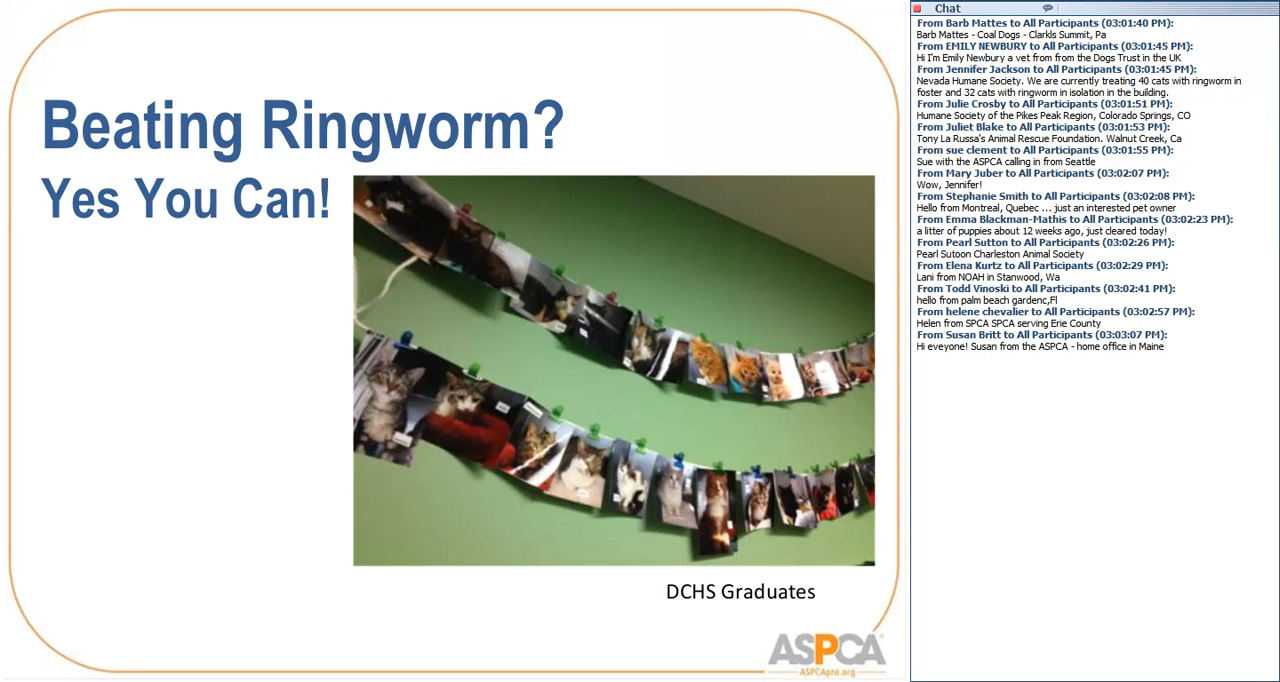 Beating Ringworm?
Yes You Can!
DCHS Graduates
ASPCA
ASPCApro.org
Chat
From Barb Mattes to All Participants (03:01:40 PM):
Barb Mattes - Coal Dogs - Clarkls Summit, Pa
From EMILY NEWBURY to All Participants (03:01:45 PM):
Hi I'm Emily Newbury a vet from from the Dogs Trust in the UK
From Jennifer Jackson to All Participants (03:01:45 PM):
Nevada Humane Society. We are currently treating 40 cats with ringworm in
foster and 32 cats with ringworm in isolation in the building.
From Julie Crosby to All Participants (03:01:51 PM):
Humane Society of the Pikes Peak Region, Colorado Springs, CO
From Juliet Blake to All Participants (03:01:53 PM):
Tony La Russa's Animal Rescue Foundation. Walnut Creek, Ca
From sue clement to All Participants (03:01:55 PM):
Sue with the ASPCA calling in from Seattle
From Mary Juber to All Participants (03:02:07 PM):
Wow, Jennifer!
From Stephanie Smith to All Participants (03:02:08 PM):
Hello from Montreal, Quebec ... just an interested pet owner
From Emma Blackman-Mathis to All Participants (03:02:23 PM):
a litter of puppies about 12 weeks ago, just cleared today!
From Pearl Sutton to All Participants (03:02:26 PM):
Pearl Sutoon Charleston Animal Society
From Elena Kurtz to All Participants (03:02:29 PM):
Lani from NOAH in Stanwood, Wa
From Todd Vinoski to All Participants (03:02:41 PM):
hello from palm beach gardenc,Fl
From helene chevalier to All Participants (03:02:57 PM):
Helen from SPCA SPCA serving Erie County
From Susan Britt to All Participants (03:03:07 PM):
Hi eveyone! Susan from the ASPCA - home office in Maine